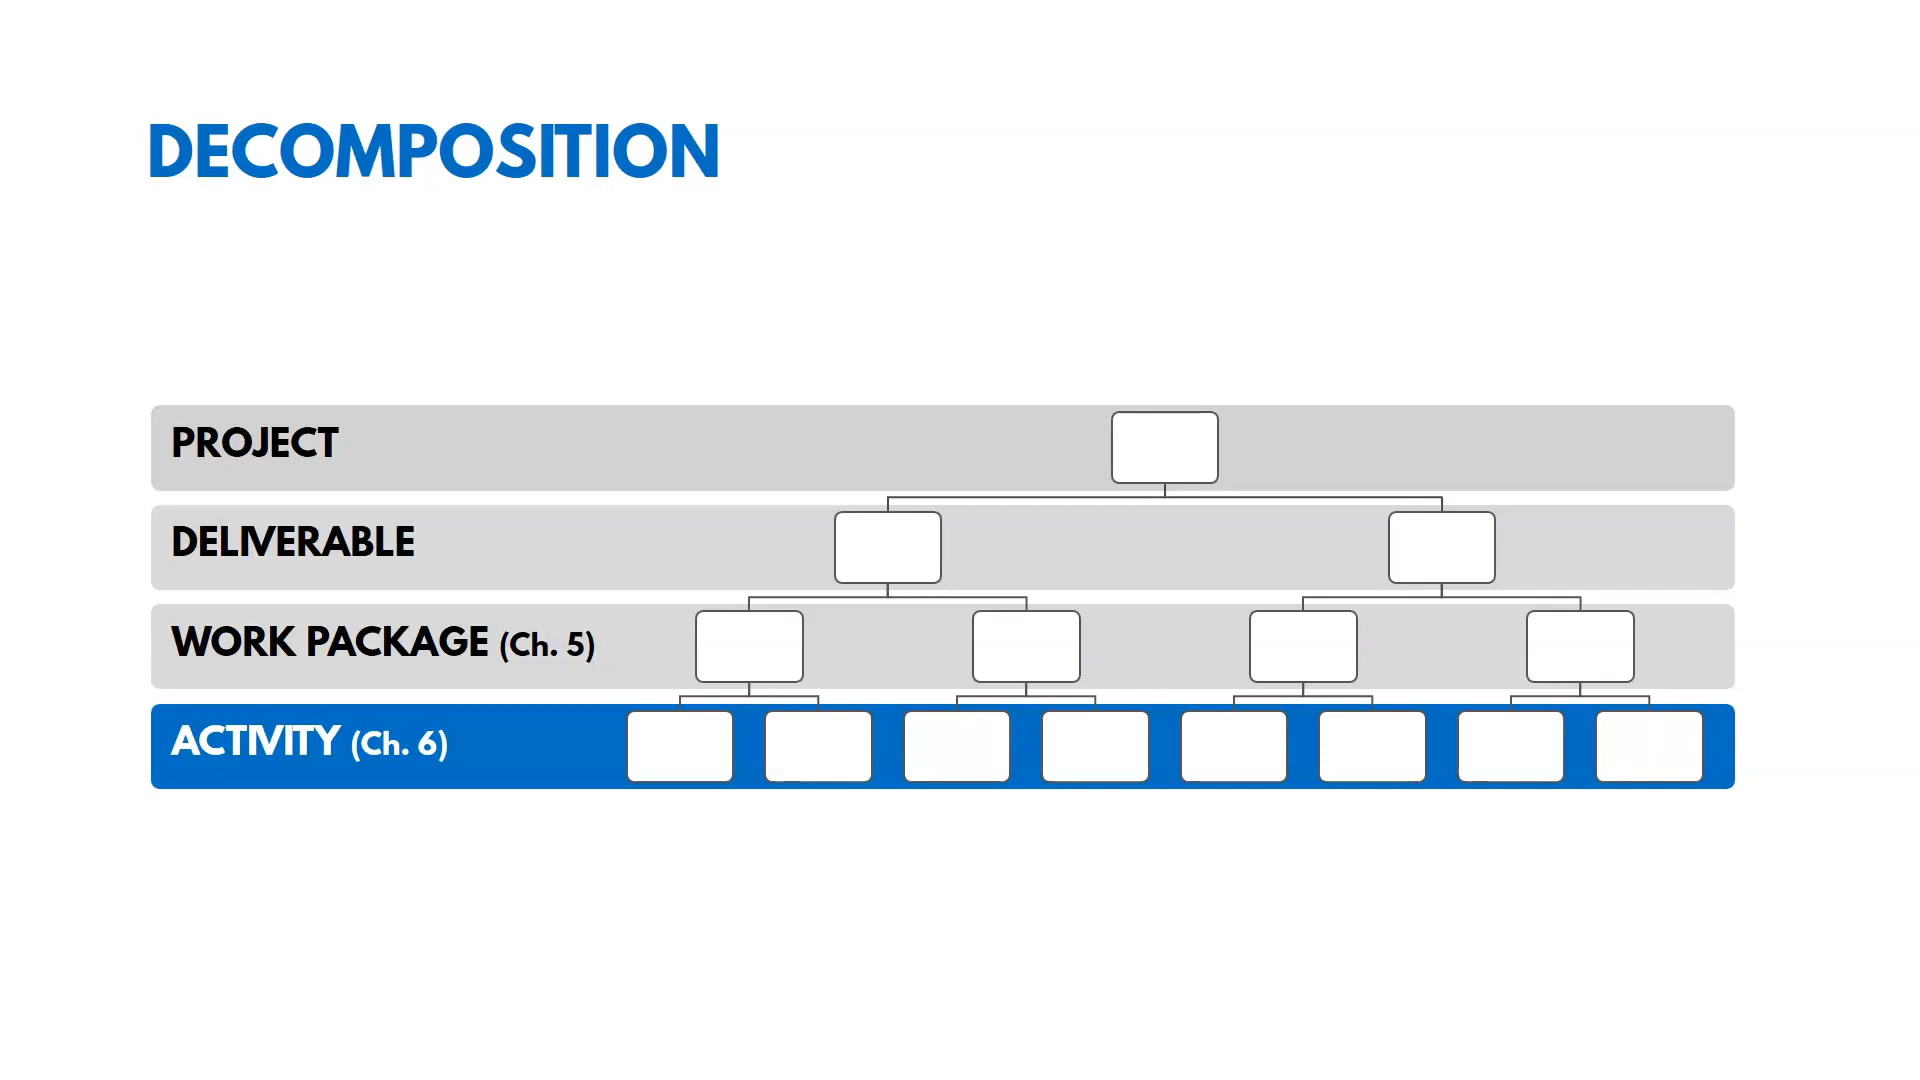 DECOMPOSITION
PROJECT
DELIVERABLE
WORK PACKAGE (Ch. 5)
ACTIVITY (Ch. 6)